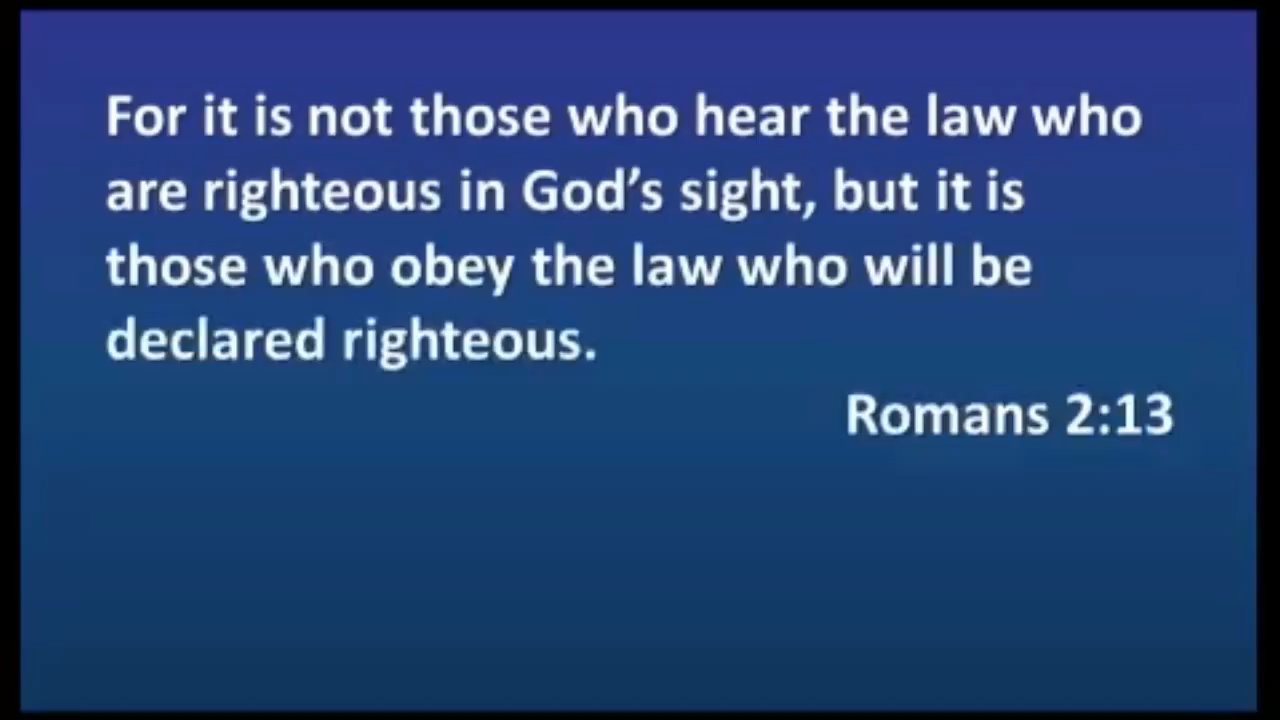 For it is not those who hear the law who
are righteous in God’s sight, but it is
those who obey the law who will be
declared righteous.
Romans 2:13